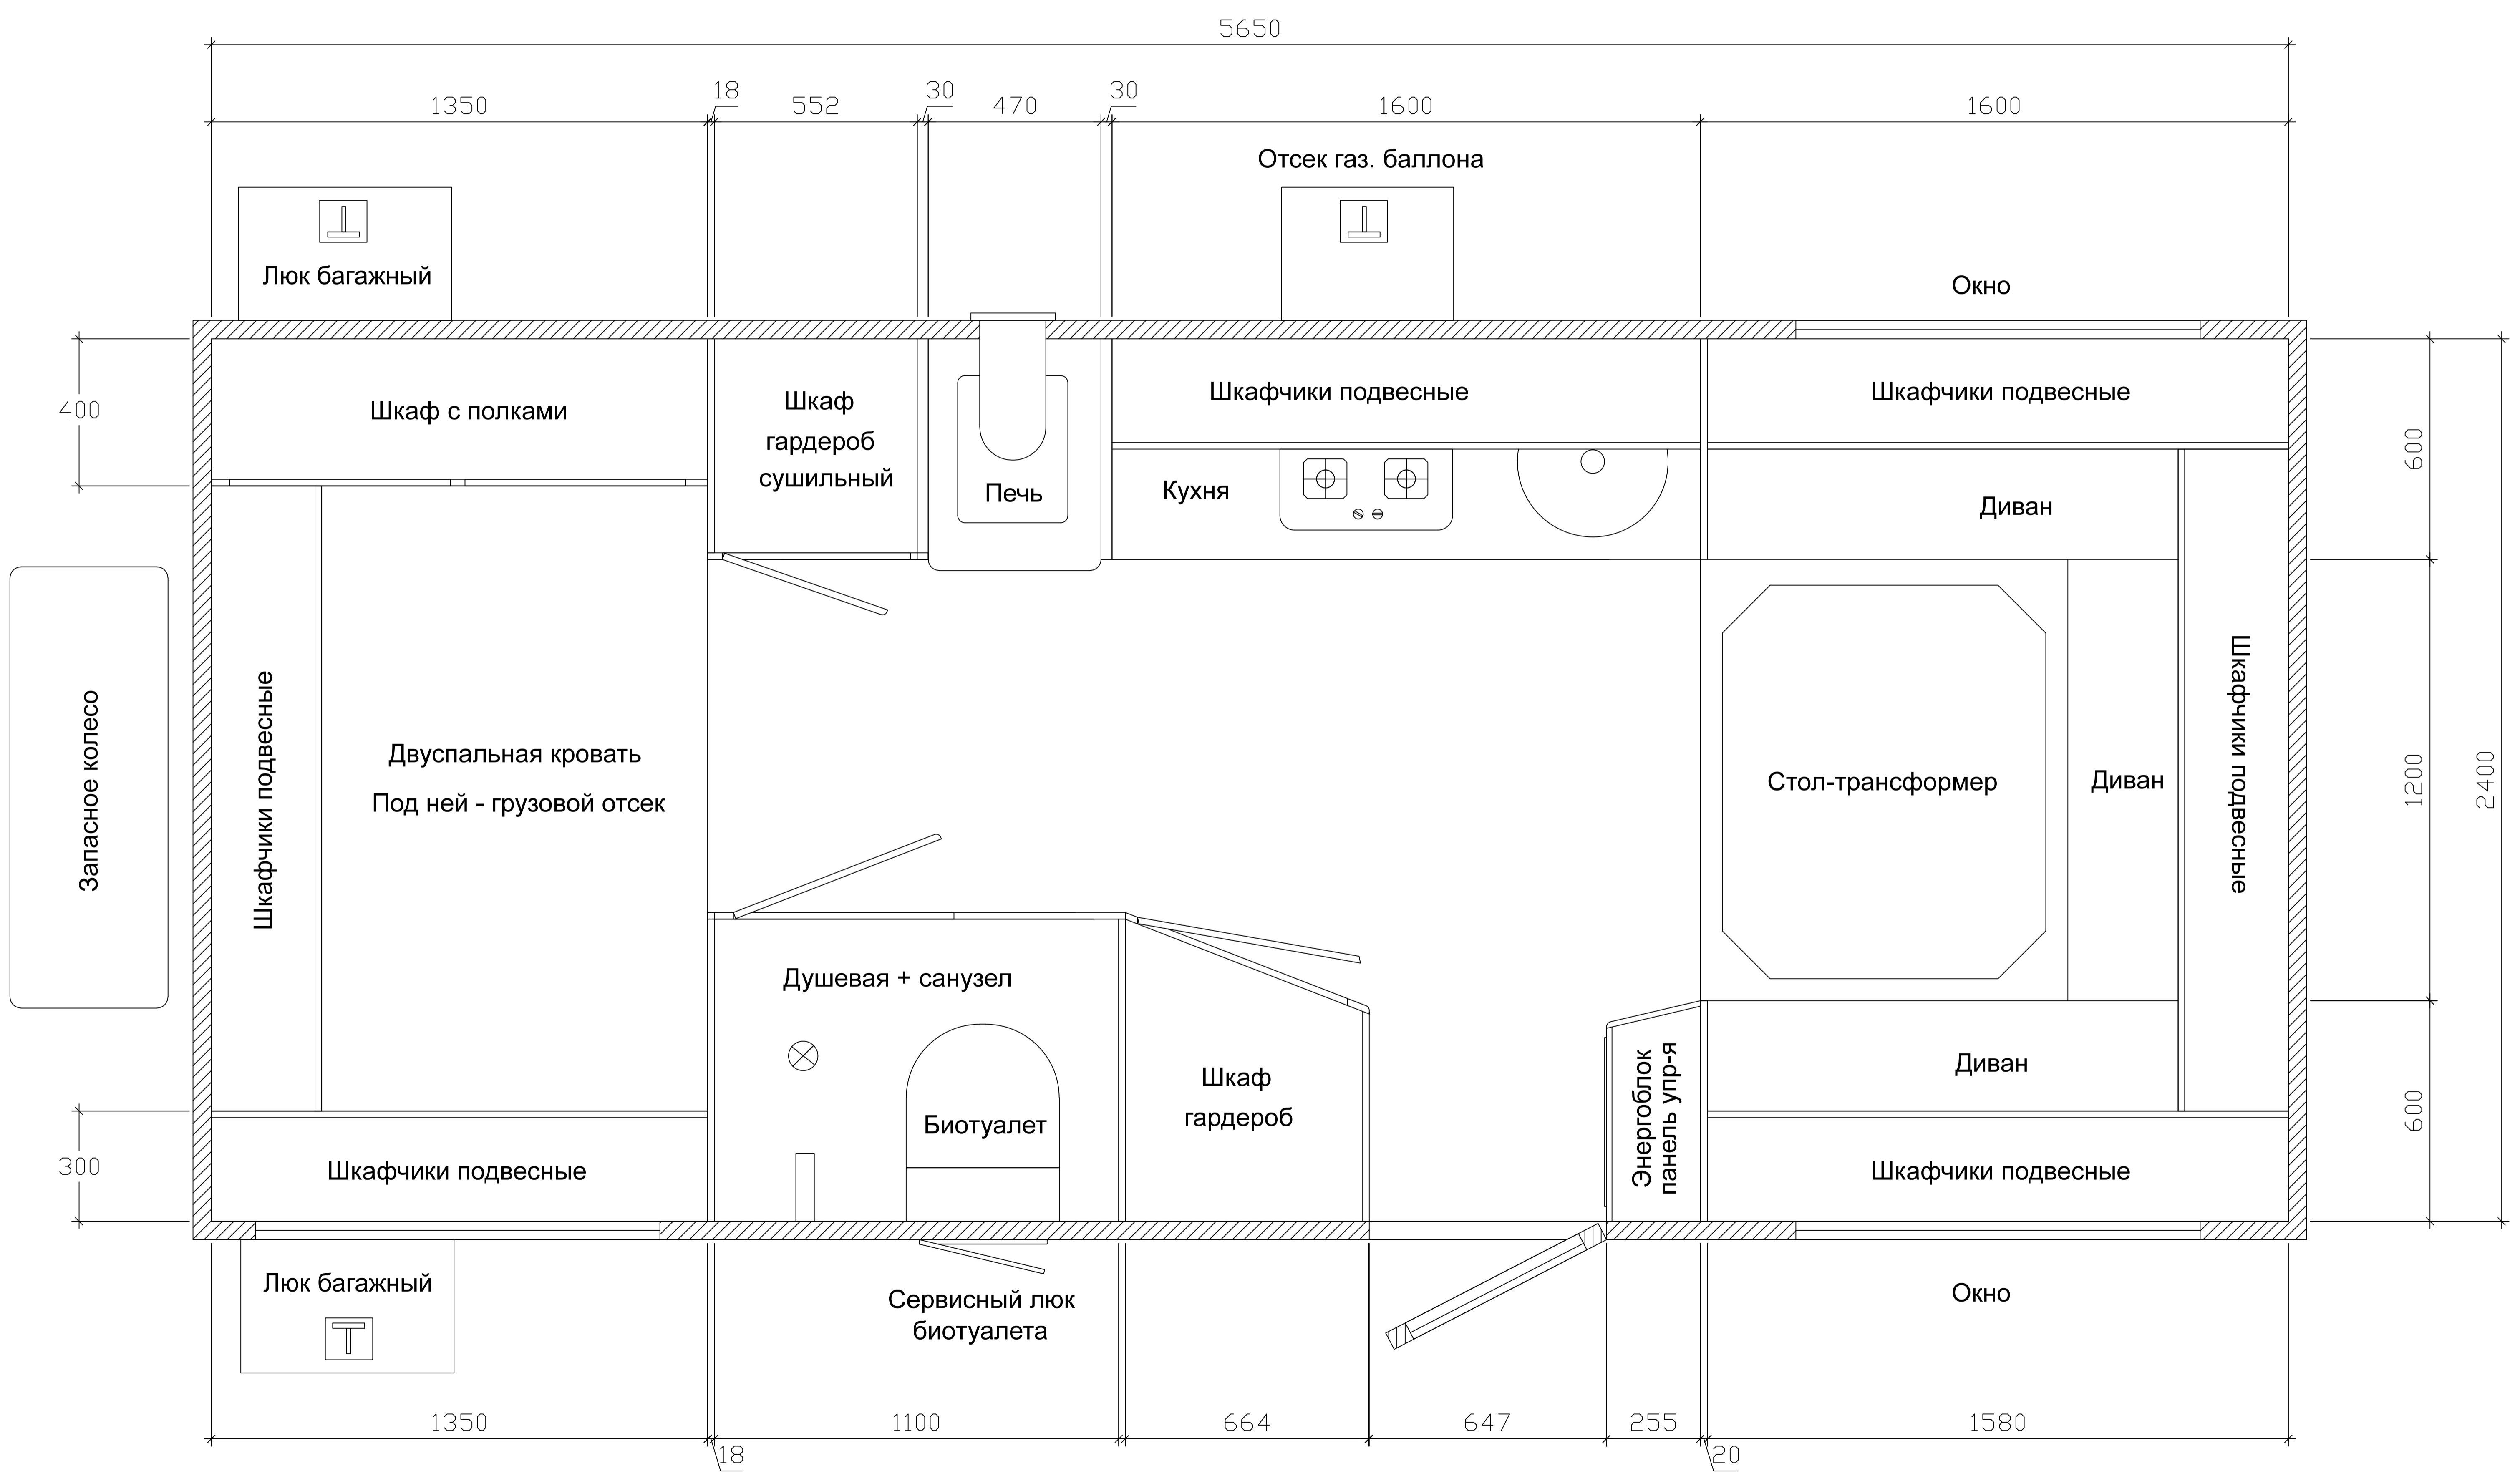 5650
1350
18
552
30
470
30
1600
1600
Отсек газ. баллона
Люк багажный
Окно
400
Шкаф с полками
Шкаф
гардероб
сушильный
Печь
Шкафчики подвесные
Кухня
Шкафчики подвесные
Диван
600
Запасное колесо
Шкафчики подвесные
Двуспальная кровать
Под ней - грузовой отсек
Стол-трансформер
Диван
Шкафчики подвесные
1200
2400
Душевая + санузел
Биотуалет
Шкаф
гардероб
Энергоблок
панель упр-я
Диван
600
300
Шкафчики подвесные
Шкафчики подвесные
Люк багажный
Сервисный люк
биотуалета
Окно
1350
18
1100
664
647
255
20
1580